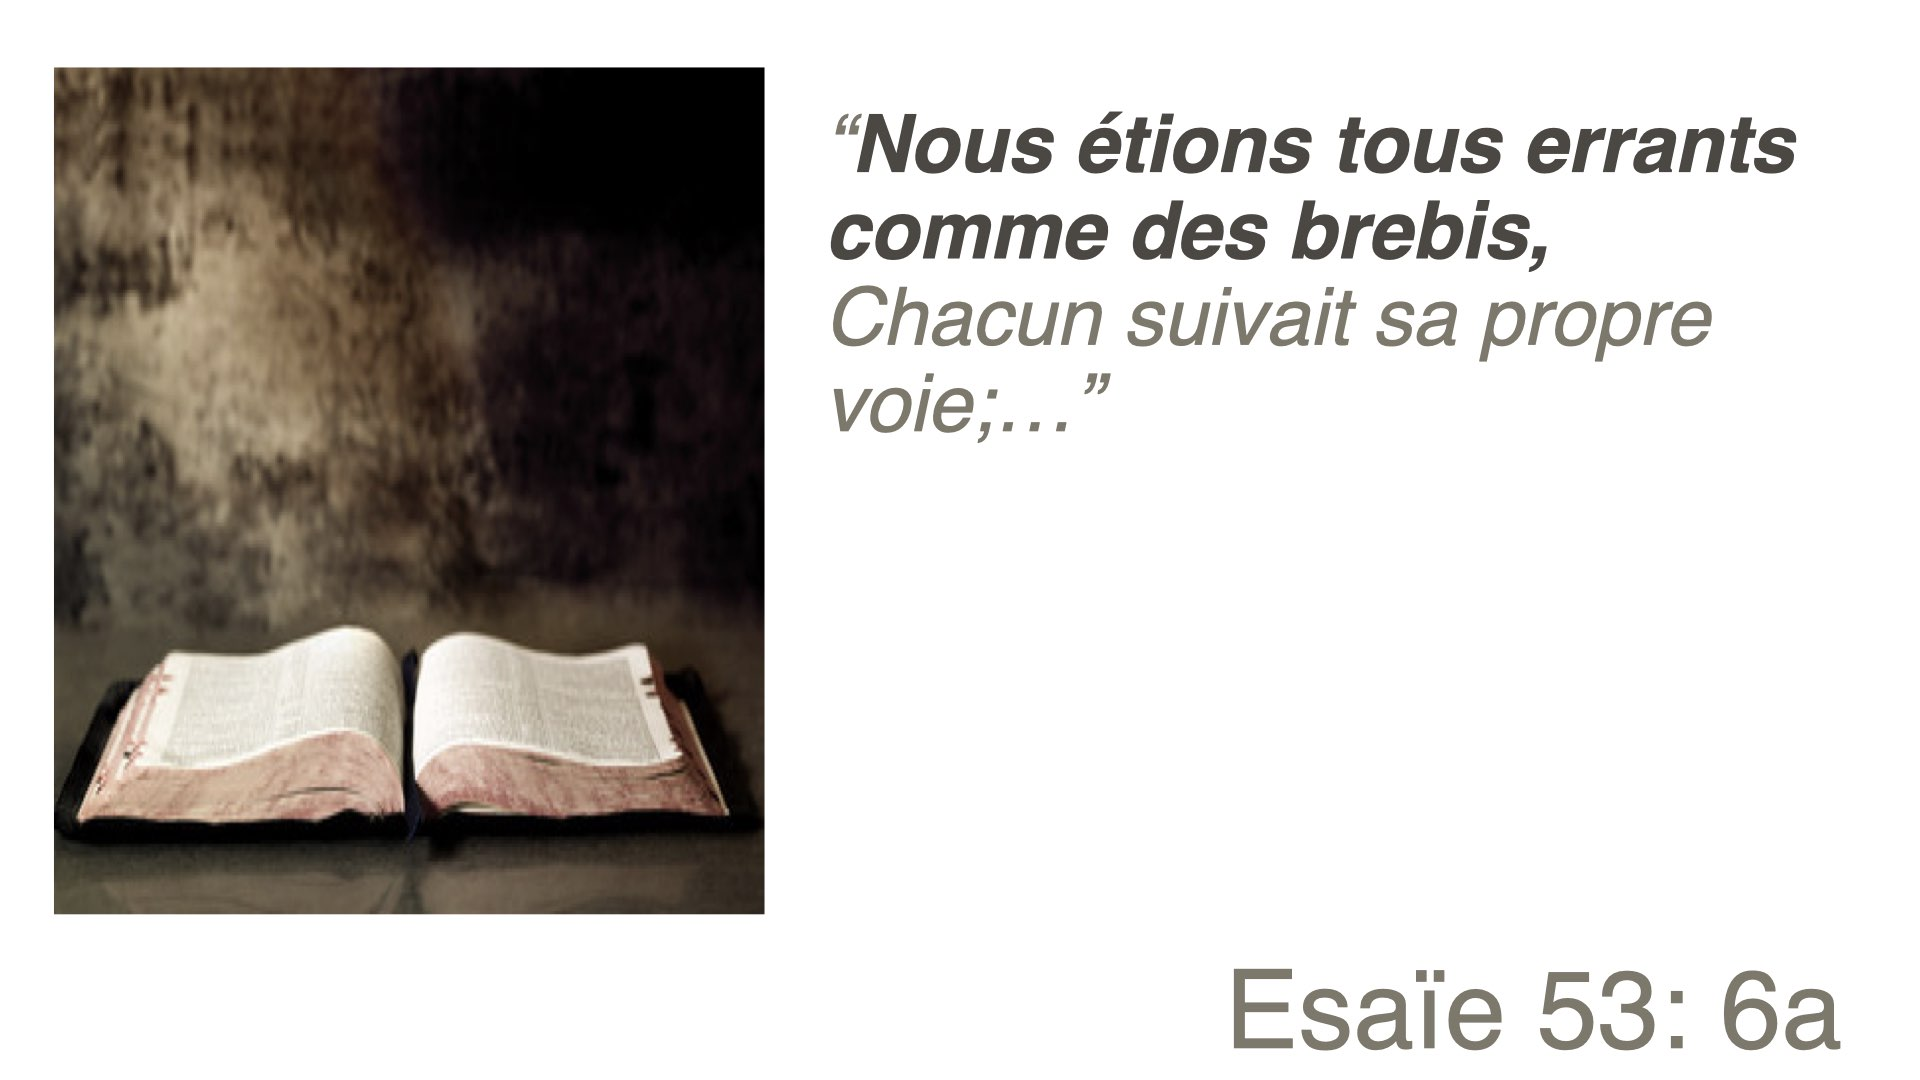 “Nous étions tous errants
comme des brebis,
Chacun suivait sa propre
voie;…”
Esaïe 53: 6a